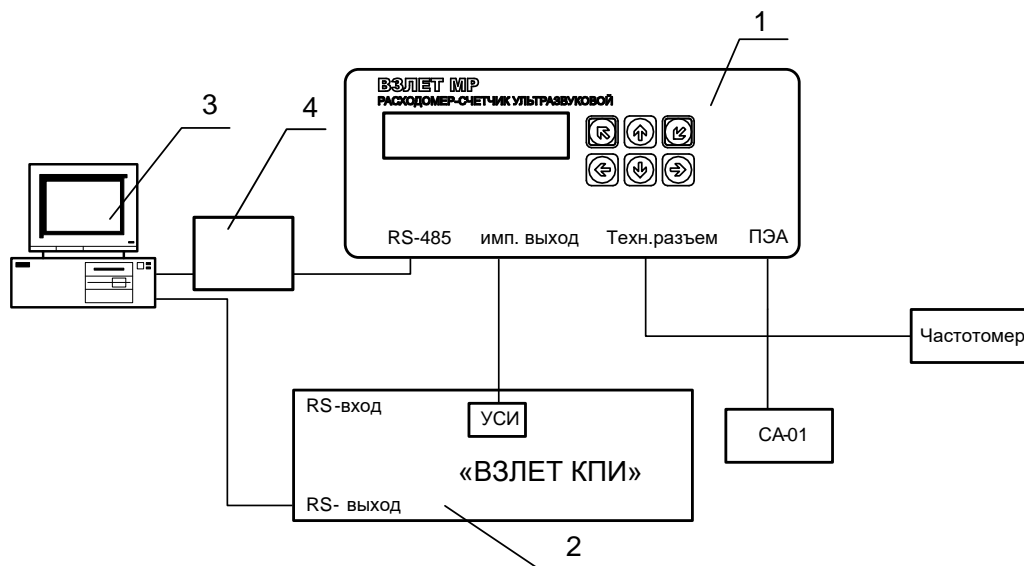 1
ВЗЛЕТ МР
РАСХОДОМЕР-СЧЕТЧИК УЛЬТРАЗВУКОВОЙ
3
4
RS-485 имп. выход Техн.разъем ПЭА
Частотомер
RS-вход
УСИ
СА-01
«ВЗЛЕТ КПИ»
RS- выход
2